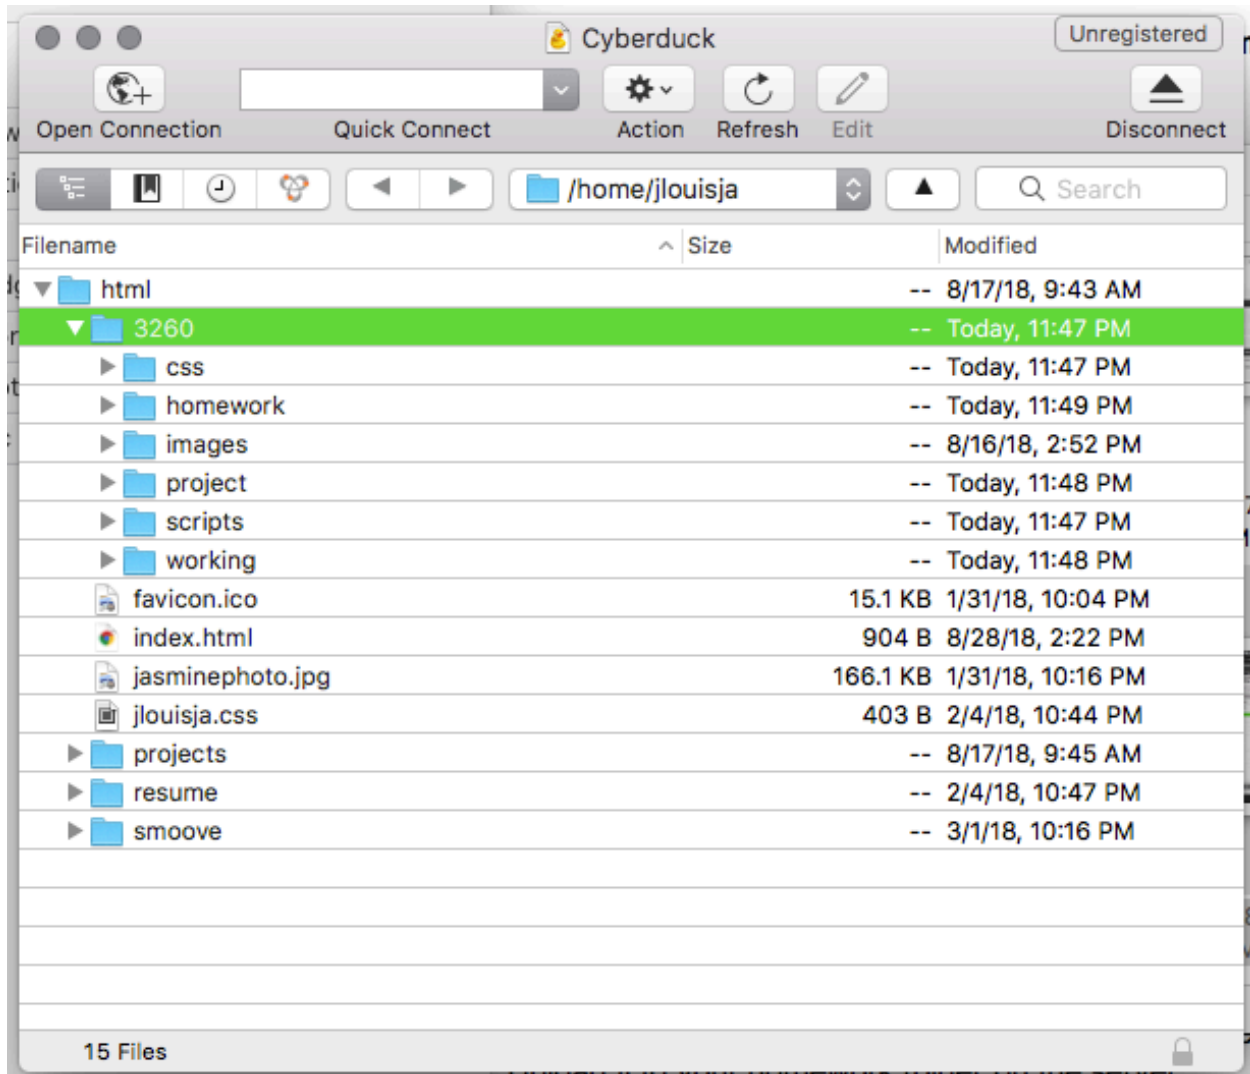 Cyberduck
Unregistered
Open Connection
Quick Connect
Action
Refresh
Edit
Disconnect
/home/jlouisja
Search
Filename Size Modified
html -- 8/17/18, 9:43 AM
3260 -- Today, 11:47 PM
css -- Today, 11:47 PM
homework -- Today, 11:49 PM
images -- 8/16/18, 2:52 PM
project -- Today, 11:48 PM
scripts -- Today, 11:47 PM
working -- Today, 11:48 PM
favicon.ico 15.1 KB 1/31/18, 10:04 PM
index.html 904 B 8/28/18, 2:22 PM
jasminephoto.jpg 166.1 KB 1/31/18, 10:16 PM
jlouisja.css 403 B 2/4/18, 10:44 PM
projects -- 8/17/18, 9:45 AM
resume -- 2/4/18, 10:47 PM
smoove -- 3/1/18, 10:16 PM
15 Files